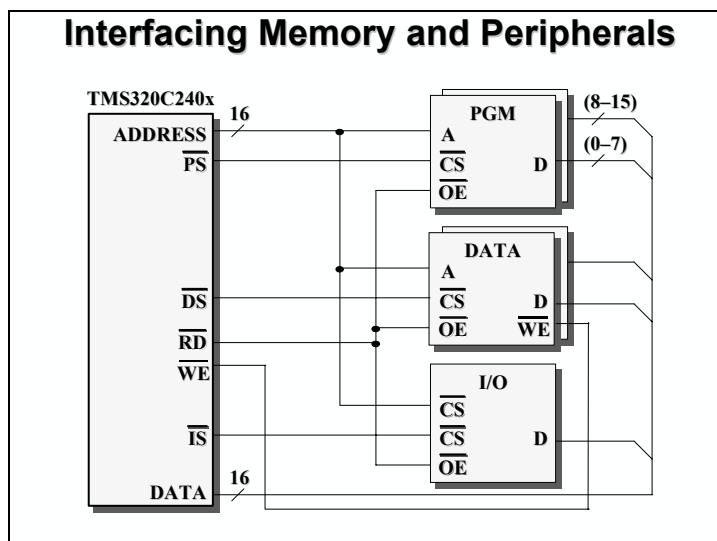 Interfacing Memory and Peripherals
TMS320C240x
16
ADDRESS
PS
DS
RD
WE
IS
DATA
16
PGM
A
CS
OE
D
(8–15)
(0–7)
DATA
A
CS
OE
D
WE
I/O
CS
CS
OE
D